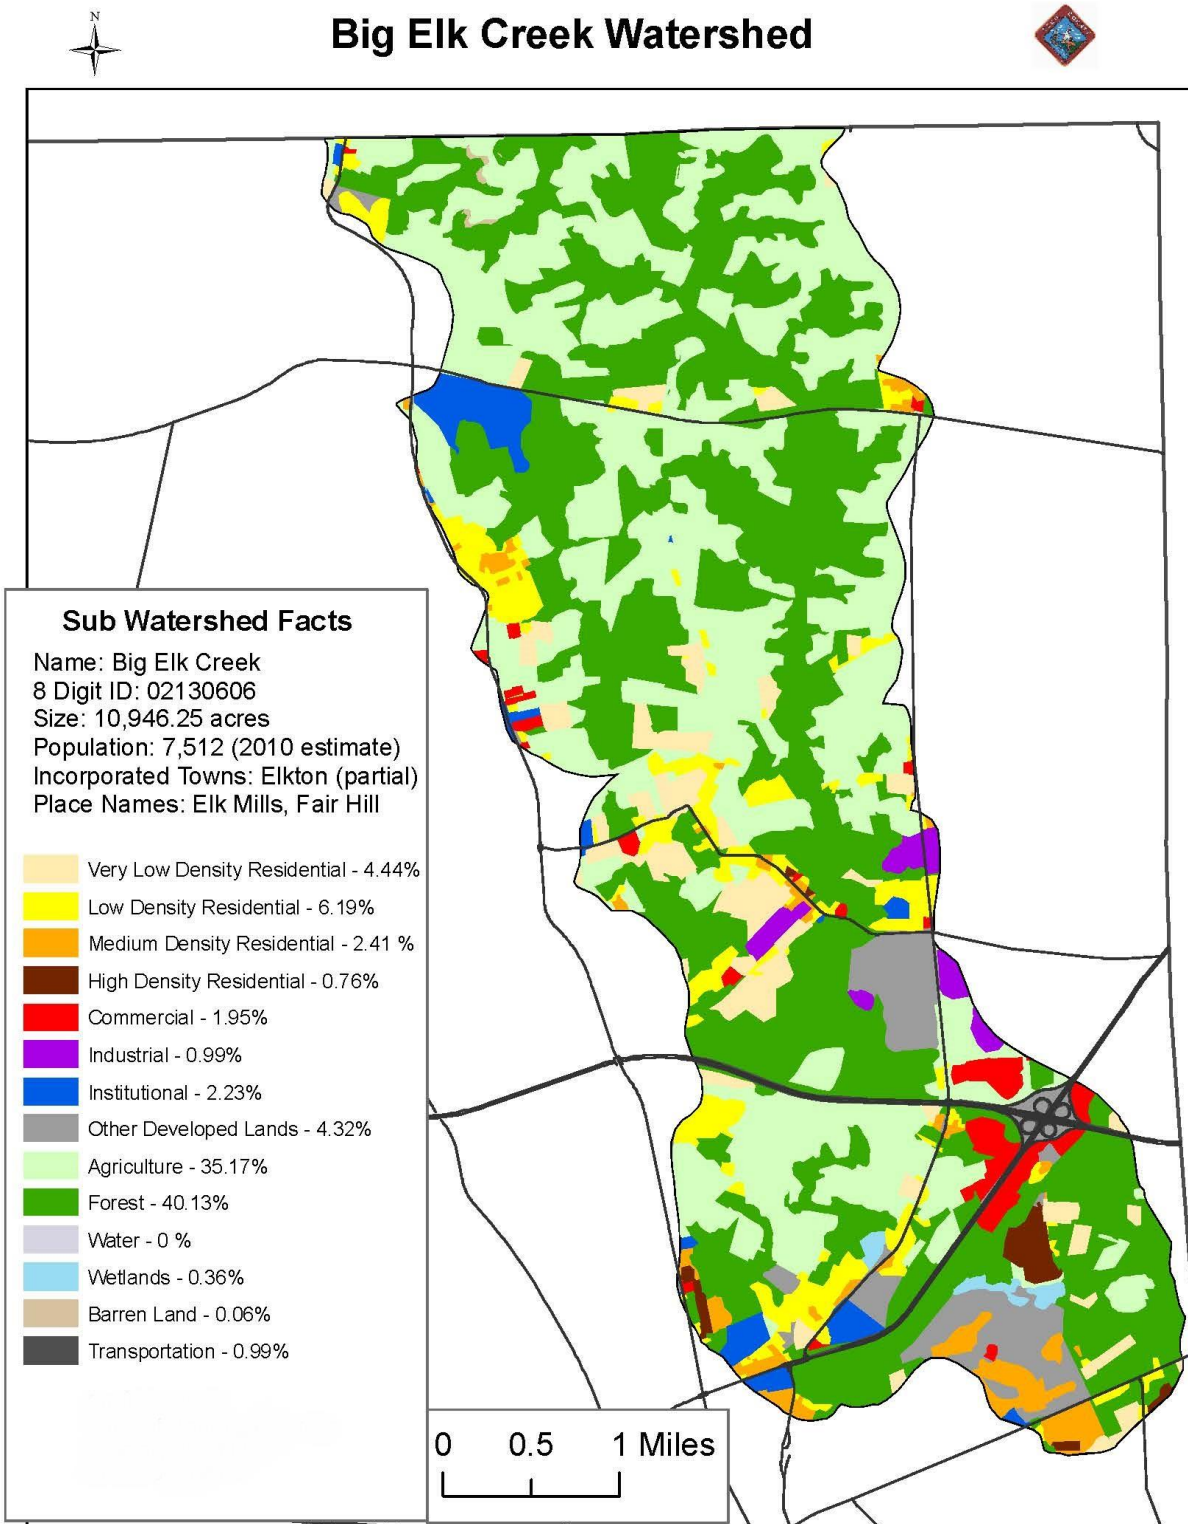 N
Big Elk Creek Watershed
Sub Watershed Facts
Name: Big Elk Creek
8 Digit ID: 02130606
Size: 10,946.25 acres
Population: 7,512 (2010 estimate)
Incorporated Towns: Elkton (partial)
Place Names: Elk Mills, Fair Hill
Very Low Density Residential - 4.44%
Low Density Residential - 6.19%
Medium Density Residential - 2.41 %
High Density Residential - 0.76%
Commercial - 1.95%
Industrial - 0.99%
Institutional - 2.23%
Other Developed Lands - 4.32%
Agriculture - 35.17%
Forest - 40.13%
Water - 0 %
Wetlands - 0.36%
Barren Land - 0.06%
Transportation - 0.99%
0 0.5 1 Miles